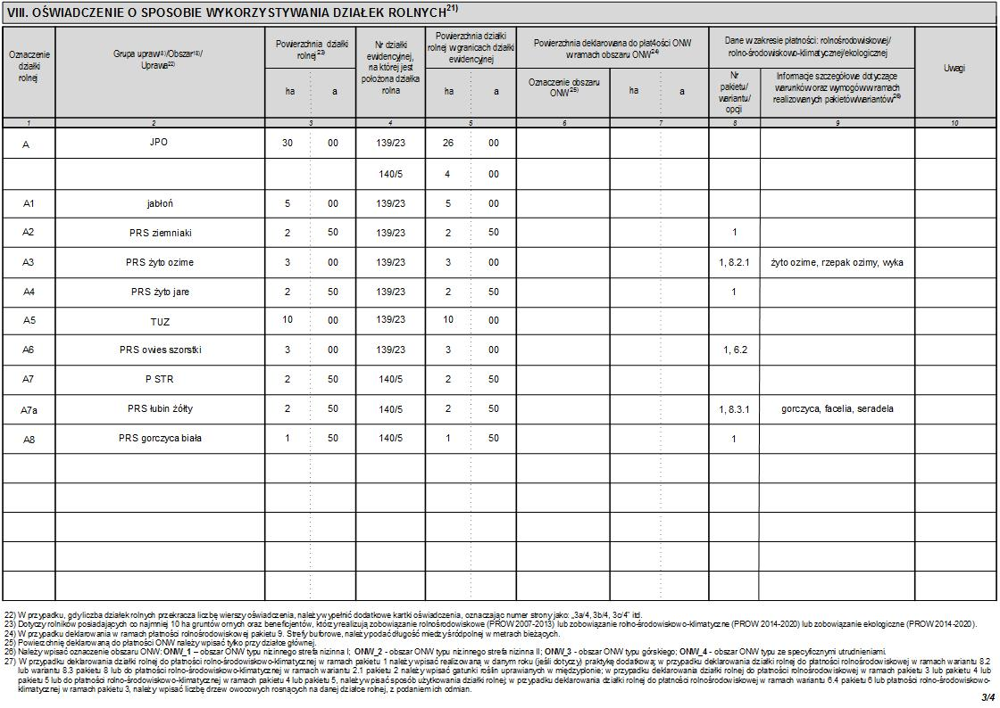 VIII. OŚWIADCZENIE O SPOSOBIE WYKORZYSTYWANIA DZIAŁEK ROLNYCH21)
Oznaczenie działki rolnej
Grupa upraw18)/Obszar18)/ Uprawa22)
Powierzchnia działki rolnej23)
ha a
Nr działki ewidencyjnej, na której jest położona działka rolna
Powierzchnia działki rolnej w granicach działki ewidencyjnej
ha a
Powierzchnia deklarowana do płat4ości ONW w ramach obszaru ONW24)
Oznaczenie obszaru ONW25)
ha a
Dane w zakresie płatności: rolnośrodowiskowej/ rolno-środowiskowo-klimatycznej/ekologicznej
Nr pakietu/ wariantu/ opcji
Informacje szczegółowe dotyczące warunków oraz wymogów w ramach realizowanych pakietów/wariantów26)
Uwagi
1 2 3 4 5 6 7 8 9 10
A JPO 30 00 139/23 26 00
140/5 4 00
A1 jabłoń 5 00 139/23 5 00
A2 PRS ziemniaki 2 50 139/23 2 50 1
A3 PRS żyto ozime 3 00 139/23 3 00 1, 8.2.1 żyto ozime, rzepak ozimy, wyka
A4 PRS żyto jare 2 50 139/23 2 50 1
A5 TUZ 10 00 139/23 10 00
A6 PRS owies szorstki 3 00 139/23 3 00 1, 6.2
A7 P STR 2 50 140/5 2 50
A7a PRS łubin żółty 2 50 140/5 2 50 1, 8.3.1 gorczyca, facelia, seradela
A8 PRS gorczyca biała 1 50 140/5 1 50 1
22) W przypadku, gdy liczba działek rolnych przekracza liczbę wierszy oświadczenia, należy wypełnić dodatkowe kartki oświadczenia, oznaczając numer strony jako: „3a/4, 3b/4, 3c/4” itd.
23) Dotyczy rolników posiadających co najmniej 10 ha gruntów ornych oraz beneficjentów, którzy realizują zobowiązanie rolnośrodowiskowe (PROW 2007-2013) lub zobowiązanie rolno-środowiskowo-klimatyczne (PROW 2014-2020) lub zobowiązanie ekologiczne (PROW 2014-2020).
24) W przypadku deklarowania w ramach płatności rolnośrodowiskowej pakietu 9. Strefy buforowe, należy podać długość miedzy śródpolnej w metrach bieżących.
25) Powierzchnię deklarowaną do płatności ONW należy wpisać tylko przy działce głównej.
26) Należy wpisać oznaczenie obszaru ONW: ONW_1 – obszar ONW typu nizinnego strefa nizinna I; ONW_2 - obszar ONW typu nizinnego strefa nizinna II; ONW_3 - obszar ONW typu górskiego; ONW_4 - obszar ONW typu ze specyficznymi utrudnieniami.
27) W przypadku deklarowania działki rolnej do płatności rolno-środowiskowo-klimatycznej w ramach pakietu 1 należy wpisać realizowaną w danym roku (jeśli dotyczy) praktykę dodatkową; w przypadku deklarowania działki rolnej do płatności rolnośrodowiskowej w ramach wariantu 8.2
lub wariantu 8.3 pakietu 8 lub do płatności rolno-środowiskowo-klimatycznej w ramach wariantu 2.1 pakietu 2 należy wpisać gatunki roślin uprawianych w międzyplonie; w przypadku deklarowania działki rolnej do płatności rolnośrodowiskowej w ramach pakietu 3 lub pakietu 4 lub
pakietu 5 lub do płatności rolno-środowiskowo-klimatycznej w ramach pakietu 4 lub pakietu 5, należy wpisać sposób użytkowania działki rolnej; w przypadku deklarowania działki rolnej do płatności rolnośrodowiskowej w wariantu 6.4 pakietu 6 lub płatności rolno-środowiskowo-
klimatycznej w ramach pakietu 3, należy wpisać liczbę drzew owocowych rosnących na danej działce rolnej, z podaniem ich odmian.
3/4